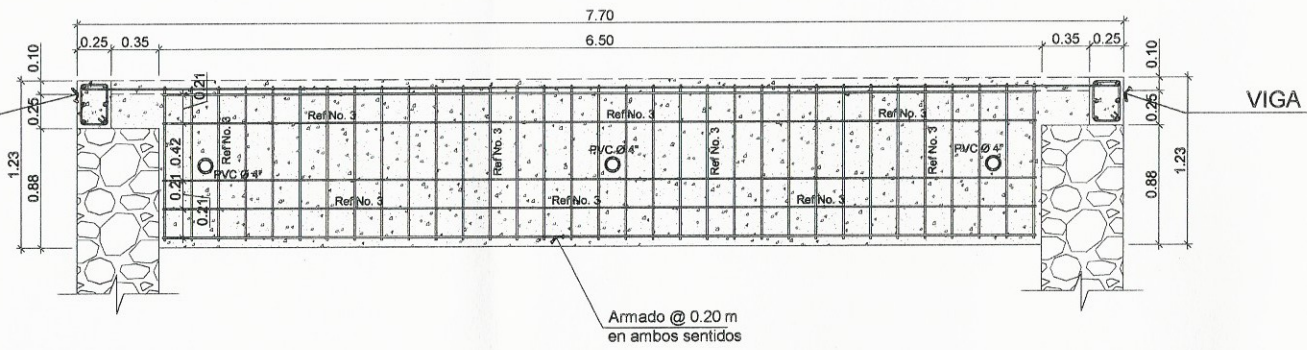 7.70
0.25 0.35 6.50 0.35 0.25
0.10
0.25
1.23
0.88
0.21
0.42
0.21
0.21
Ref No. 3
Ref No. 3
Ref No. 3
Ref No. 3
Ref No. 3
Ref No. 3
Ref No. 3
PVC Ø 4"
PVC Ø 4"
PVC Ø 4"
Ref No. 3
Ref No. 3
Ref No. 3
0.10
0.25
1.23
0.88
VIGA
Armado @ 0.20 m
en ambos sentidos